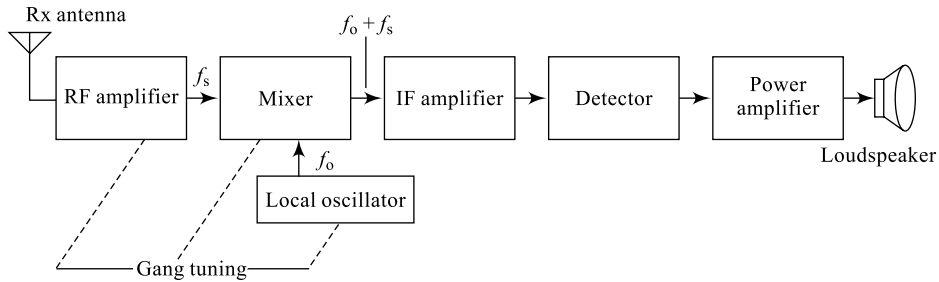 Rx antenna
RF amplifier
fs
Mixer
fo + fs
IF amplifier
Detector
Power
amplifier
Loudspeaker
fo
Local oscillator
Gang tuning